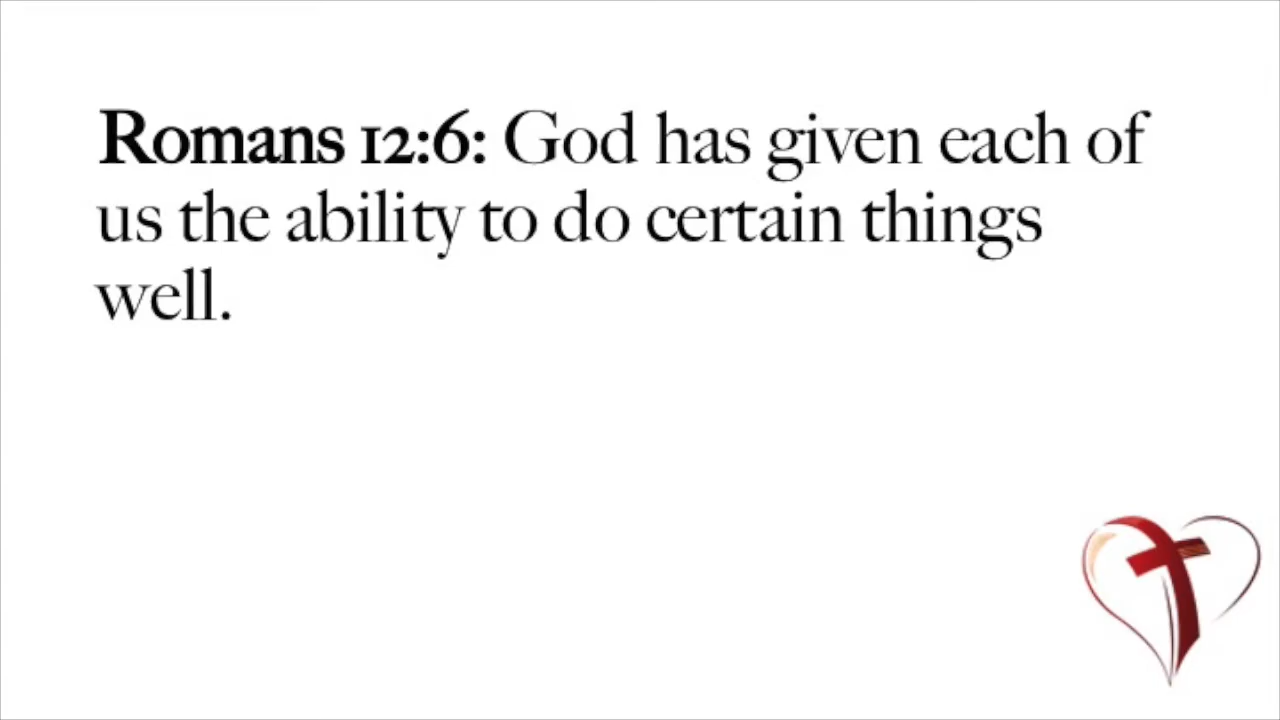 Romans 12:6: God has given each of
us the ability to do certain things
well.